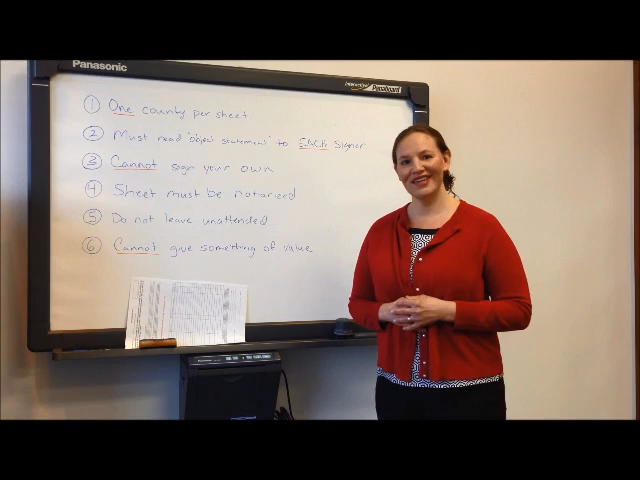 Panasonic
Interactive Panaboard
① One county per sheet
② Must read "object statement" to EACH signer
③ Cannot sign your own
④ Sheet must be notarized
⑤ Do not leave unattended
⑥ Cannot give something of value